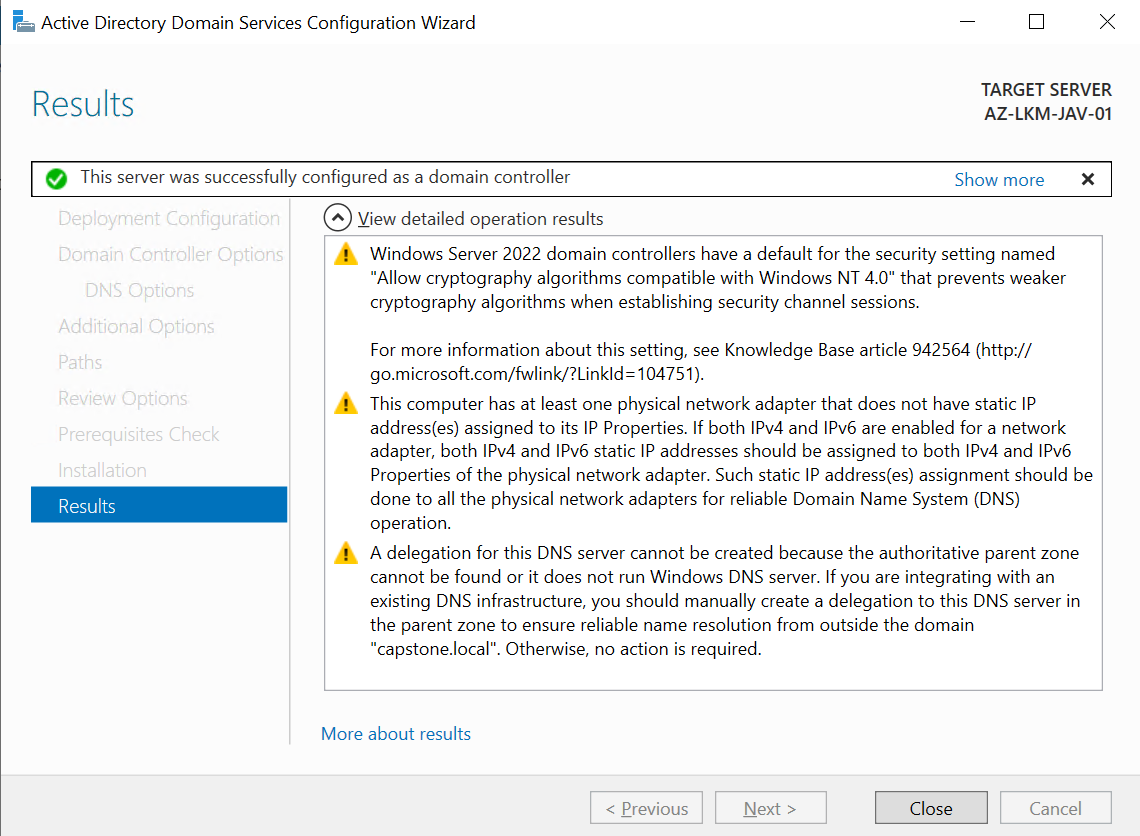 Active Directory Domain Services Configuration Wizard
Results
TARGET SERVER
AZ-LKM-JAV-01
This server was successfully configured as a domain controller
Show more
Deployment Configuration
Domain Controller Options
DNS Options
Additional Options
Paths
Review Options
Prerequisites Check
Installation
Results
View detailed operation results
Windows Server 2022 domain controllers have a default for the security setting named
"Allow cryptography algorithms compatible with Windows NT 4.0" that prevents weaker
cryptography algorithms when establishing security channel sessions.
For more information about this setting, see Knowledge Base article 942564 (http://
go.microsoft.com/fwlink/?LinkId=104751).
This computer has at least one physical network adapter that does not have static IP
address(es) assigned to its IP Properties. If both IPv4 and IPv6 are enabled for a network
adapter, both IPv4 and IPv6 static IP addresses should be assigned to both IPv4 and IPv6
Properties of the physical network adapter. Such static IP address(es) assignment should be
done to all the physical network adapters for reliable Domain Name System (DNS)
operation.
A delegation for this DNS server cannot be created because the authoritative parent zone
cannot be found or it does not run Windows DNS server. If you are integrating with an
existing DNS infrastructure, you should manually create a delegation to this DNS server in
the parent zone to ensure reliable name resolution from outside the domain
"capstone.local". Otherwise, no action is required.
More about results
< Previous
Next >
Close
Cancel